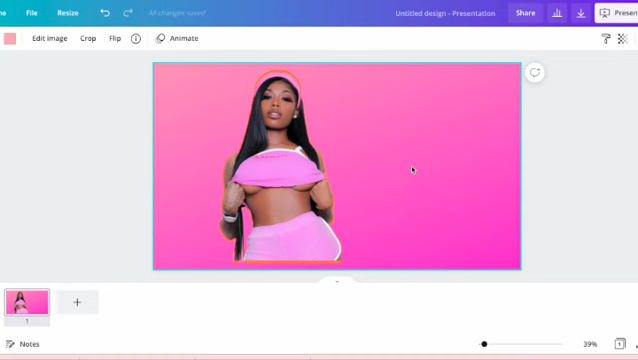 File
Resize
All changes saved
Untitled design - Presentation
Share
Presen
Edit image
Crop
Flip
Animate
1
Notes
39%
1